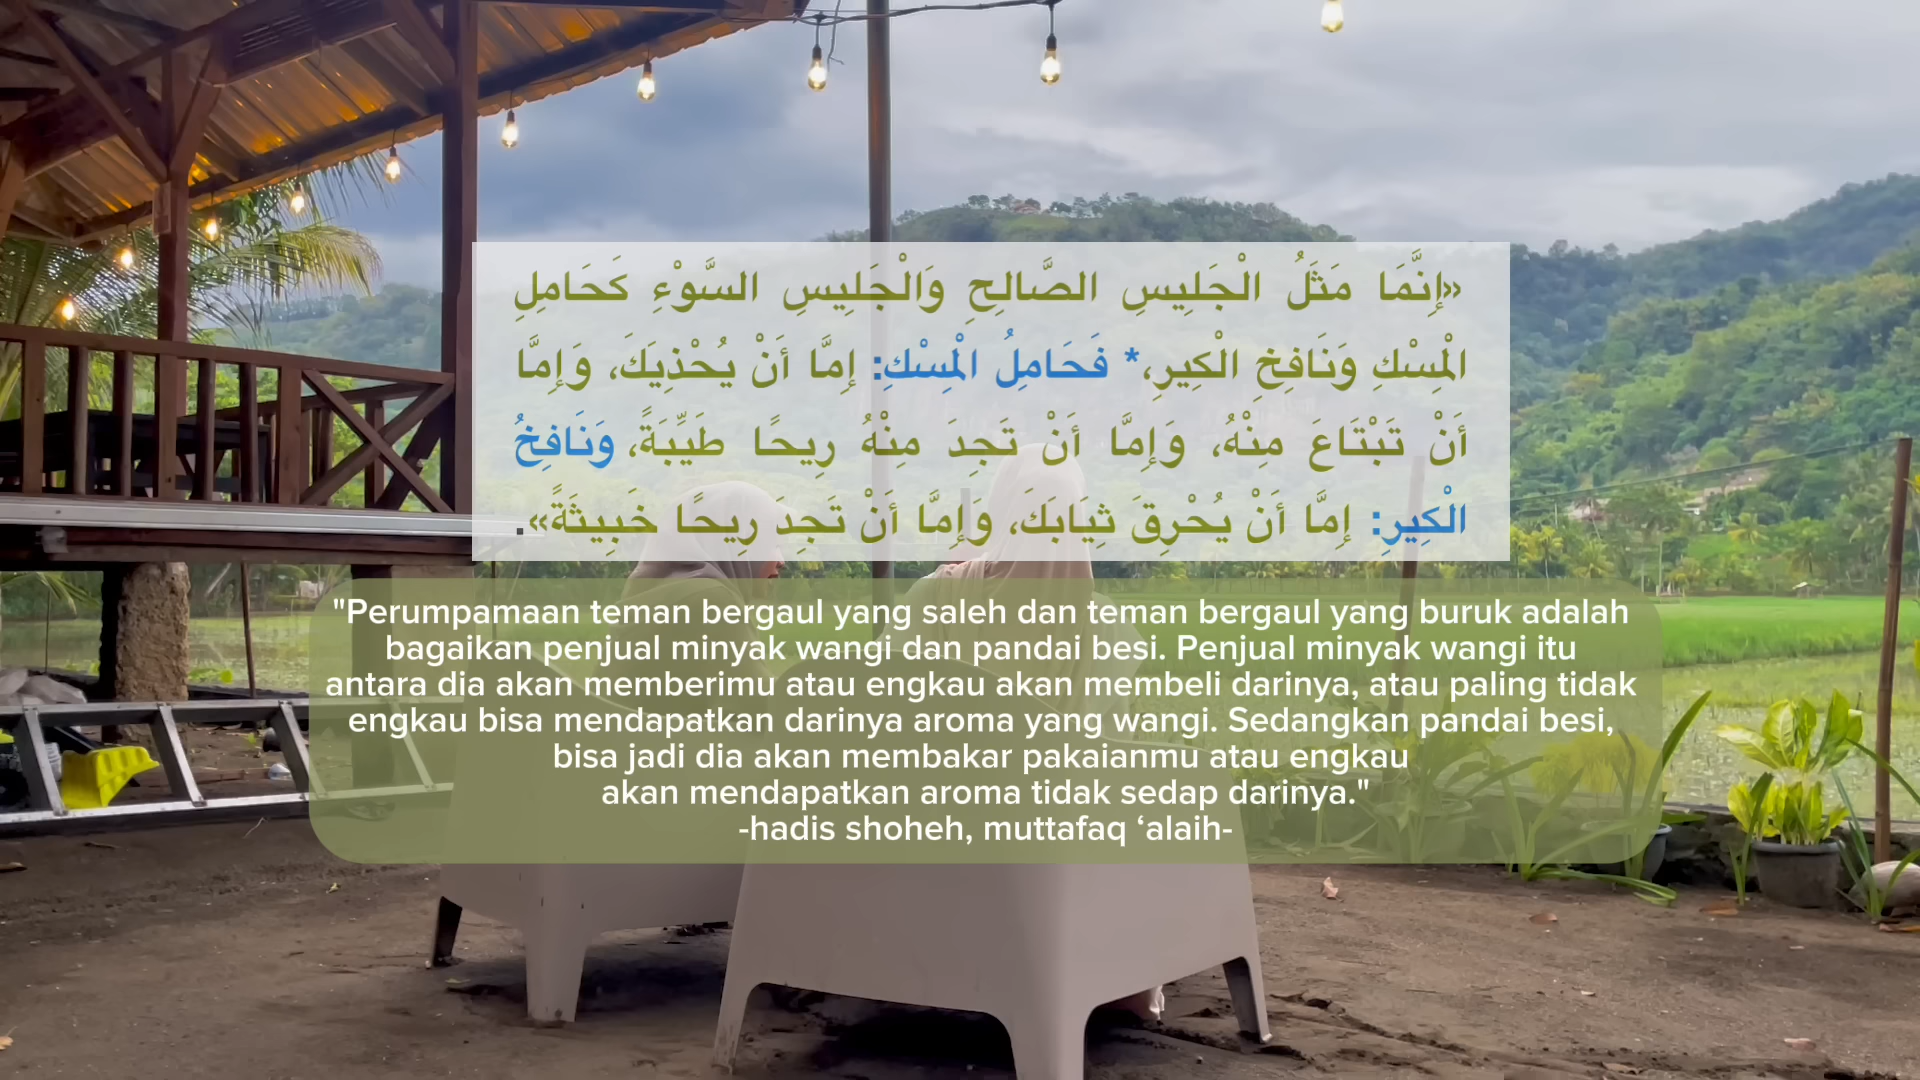 «إِنَّمَا مَثَلُ الْجَلِيسِ الصَّالِحِ وَالْجَلِيسِ السَّوْءِ كَحَامِلِ
الْمِسْكِ وَنَافِخِ الْكِيرِ،* فَحَامِلُ الْمِسْكِ: إِمَّا أَنْ يُحْذِيَكَ، وَإِمَّا
أَنْ تَبْتَاعَ مِنْهُ، وَإِمَّا أَنْ تَجِدَ مِنْهُ رِيحًا طَيِّبَةً، وَنَافِخُ
الْكِيرِ: إِمَّا أَنْ يُحْرِقَ ثِيَابَكَ، وَإِمَّا أَنْ تَجِدَ رِيحًا خَبِيثَةً».
"Perumpamaan teman bergaul yang saleh dan teman bergaul yang buruk adalah
bagaikan penjual minyak wangi dan pandai besi. Penjual minyak wangi itu
antara dia akan memberimu atau engkau akan membeli darinya, atau paling tidak
engkau bisa mendapatkan darinya aroma yang wangi. Sedangkan pandai besi,
bisa jadi dia akan membakar pakaianmu atau engkau
akan mendapatkan aroma tidak sedap darinya."
-hadis shoheh, muttafaq ‘alaih-